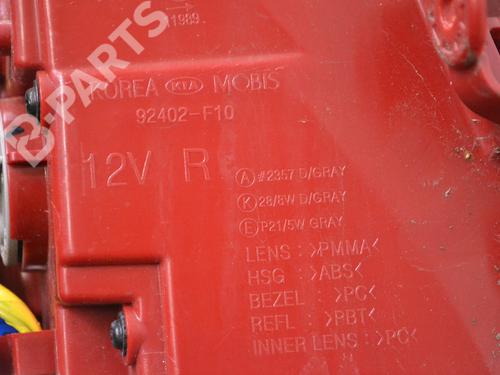 B-PARTS
1989.
KOREA KIA MOBIS
92402-F10
12V R
A #2357 D/GRAY
K 28/8W D/GRAY
E P21/5W GRAY
LENS : >PMMA<
HSG : >ABS<
BEZEL : >PC<
REFL : >PBT<
INNER LENS : >PC<